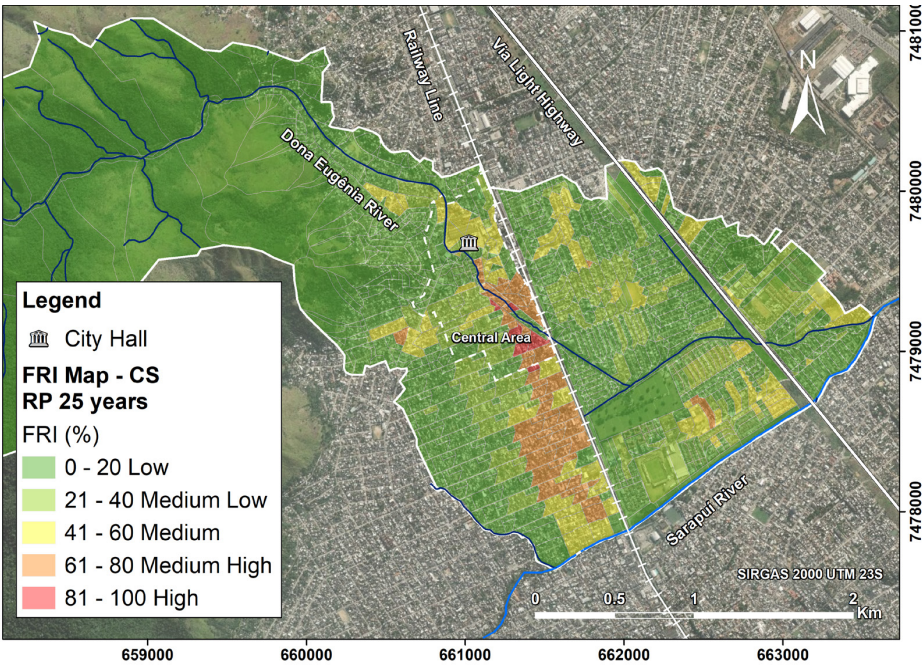 Railway Line
Via Light Highway
N
Dona Eugênia River
Central Area
Sarapui River
Legend
City Hall
FRI Map - CS
RP 25 years
FRI (%)
0 - 20 Low
21 - 40 Medium Low
41 - 60 Medium
61 - 80 Medium High
81 - 100 High
SIRGAS 2000 UTM 23S
0 0.5 1 2
Km
7481000
7480000
7479000
7478000
659000 660000 661000 662000 663000